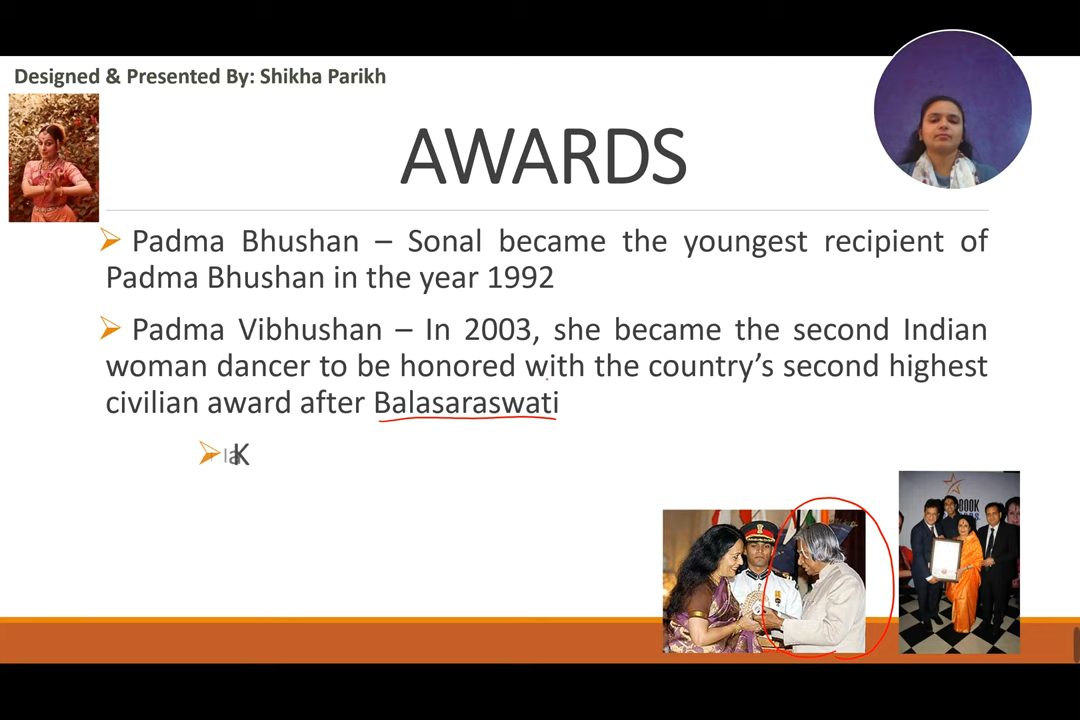 Designed & Presented By: Shikha Parikh
AWARDS
Padma Bhushan – Sonal became the youngest recipient of
Padma Bhushan in the year 1992
Padma Vibhushan – In 2003, she became the second Indian
woman dancer to be honored with the country’s second highest
civilian award after Balasaraswati
BOOK